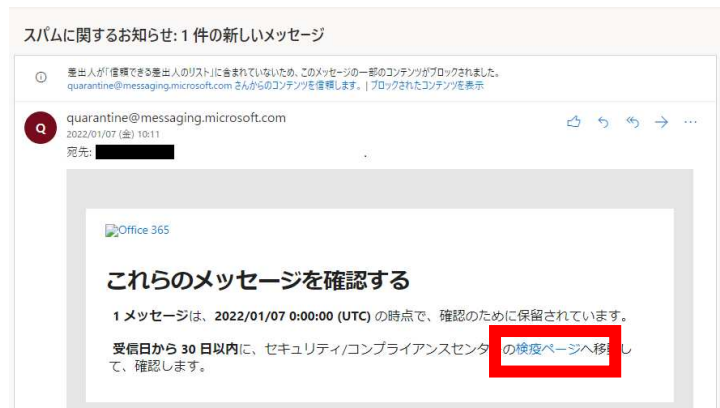 スパムに関するお知らせ: 1 件の新しいメッセージ
差出人が「信頼できる差出人のリスト」に含まれていないため、このメッセージの一部のコンテンツがブロックされました。
quarantine@messaging.microsoft.com さんからのコンテンツを信頼します。 | ブロックされたコンテンツを表示
Q
quarantine@messaging.microsoft.com
2022/01/07 (金) 10:11
宛先:
Office 365
これらのメッセージを確認する
1 メッセージは、2022/01/07 0:00:00 (UTC) の時点で、確認のために保留されています。
受信日から 30 日以内に、セキュリティ/コンプライアンスセンタ の検疫ページへ移動し
て、確認します。